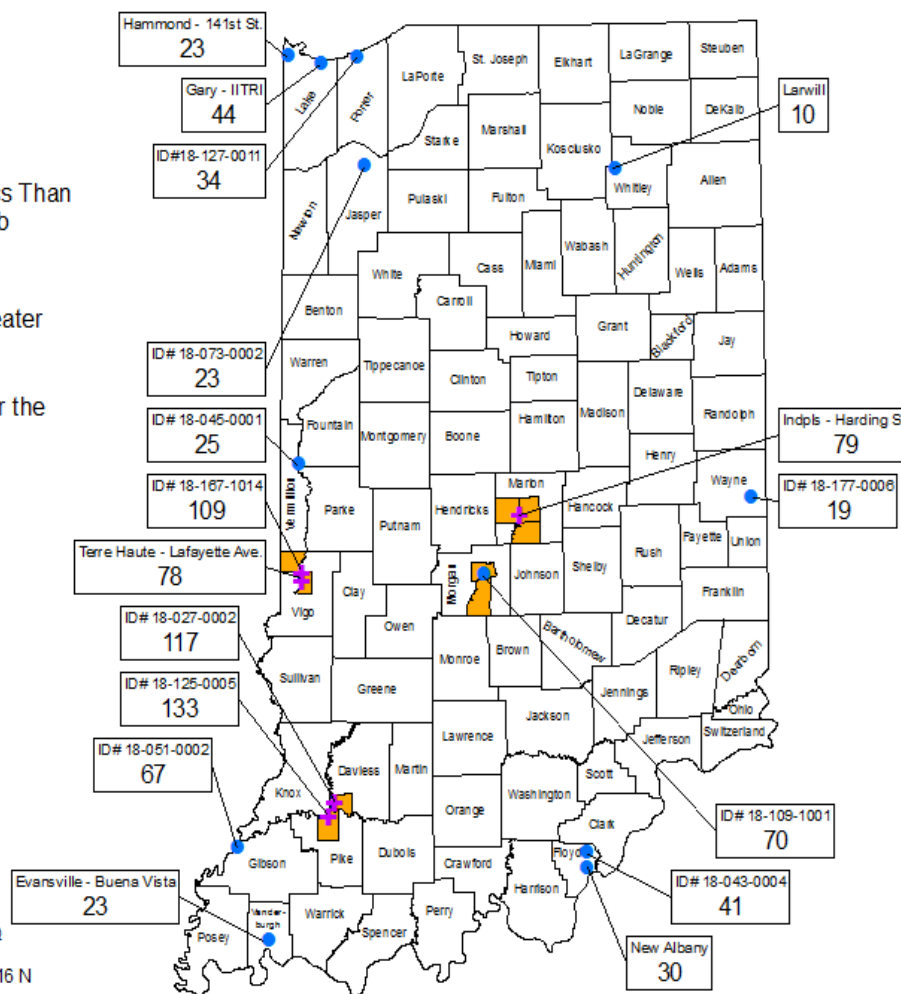 Hammond - 141st St.
23
Gary - IITRI
44
ID#18-127-0011
34
s Than
b
eater
ID# 18-073-0002
23
r the
ID# 18-045-0001
25
ID# 18-167-1014
109
Terre Haute - Lafayette Ave.
78
ID# 18-027-0002
117
ID# 18-125-0005
133
ID# 18-051-0002
67
Evansville - Buena Vista
23
16 N
Larwill
10
Indpls - Harding S
79
ID# 18-177-0006
19
ID# 18-109-1001
70
ID# 18-043-0004
41
New Albany
30
Lake
Porter
LaPorte
St. Joseph
Elkhart
LaGrange
Steuben
Noble
DeKalb
Starke
Marshall
Kosciusko
Whitley
Allen
Newton
Jasper
Pulaski
Fulton
Wabash
Huntington
Wells
Adams
White
Cass
Miami
Carroll
Benton
Howard
Grant
Blackford
Jay
Warren
Tippecanoe
Clinton
Tipton
Delaware
Randolph
Fountain
Montgomery
Boone
Hamilton
Madison
Henry
Wayne
Vermillion
Parke
Putnam
Hendricks
Marion
Hancock
Rush
Fayette
Union
Vigo
Clay
Owen
Morgan
Johnson
Shelby
Decatur
Franklin
Sullivan
Greene
Monroe
Brown
Bartholomew
Jennings
Ripley
Dearborn
Ohio
Switzerland
Jefferson
Jackson
Lawrence
Knox
Daviess
Martin
Orange
Washington
Scott
Clark
Floyd
Harrison
Crawford
Dubois
Pike
Gibson
Posey
Vander-
burgh
Warrick
Spencer
Perry